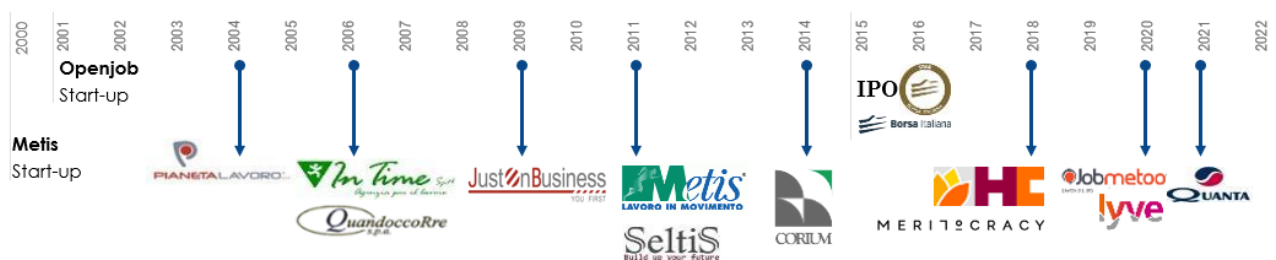 2000 2001 2002 2003 2004 2005 2006 2007 2008 2009 2010 2011 2012 2013 2014 2015 2016 2017 2018 2019 2020 2021 2022
Openjob
Start-up
IPO
Borsa Italiana
Metis
Start-up
PIANETALAVORO
In Time SpA
Agenzia per il lavoro
QuandoccoRre
s.p.a.
JustOnBusiness
YOU FIRST
Metis
LAVORO IN MOVIMENTO
SeltiS
Build up your future
CORIUM
HC
MERITOCRACY
Jobmetoo
lyve
QUANTA